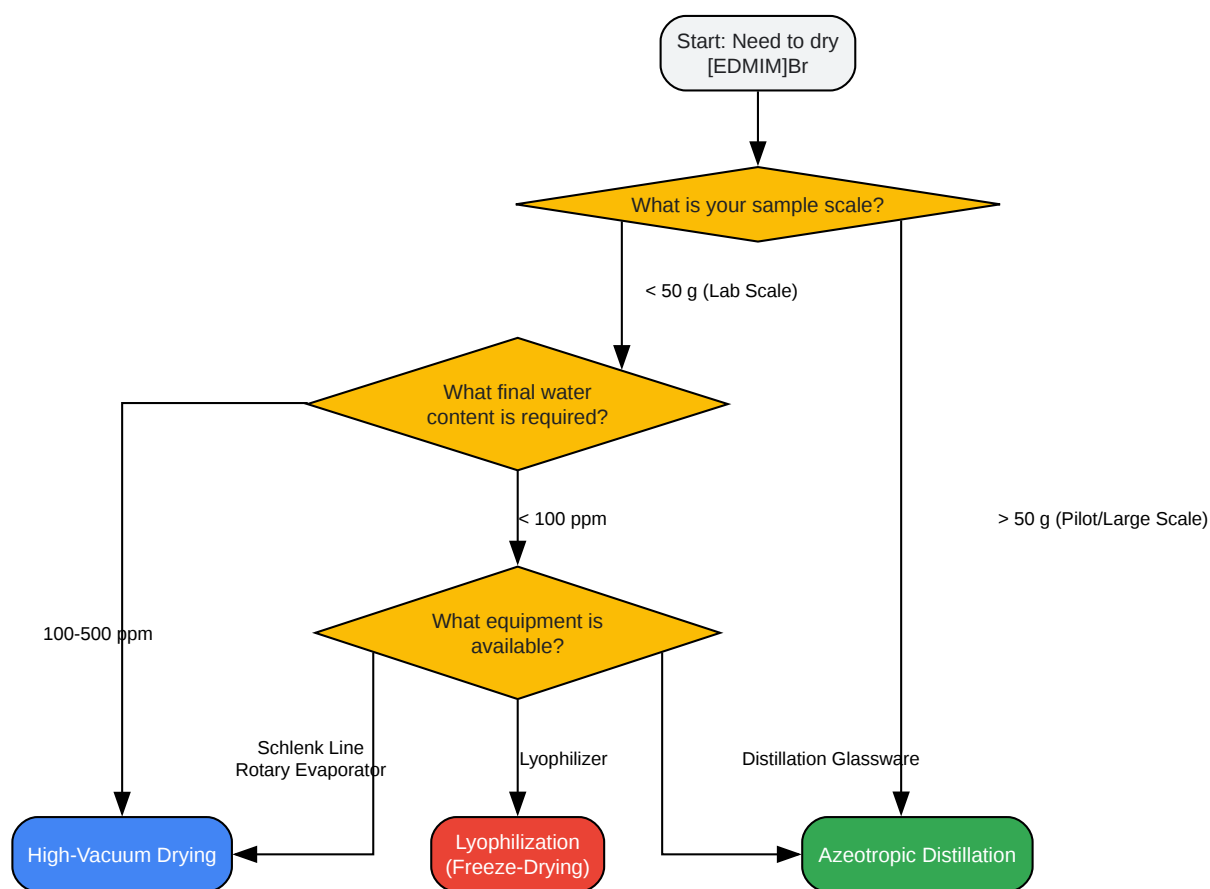 Start: Need to dry
[EDMIM]Br
What is your sample scale?
< 50 g (Lab Scale)
What final water
content is required?
< 100 ppm
> 50 g (Pilot/Large Scale)
What equipment is
available?
100-500 ppm
Schlenk Line
Rotary Evaporator
Lyophilizer
Distillation Glassware
High-Vacuum Drying
Lyophilization
(Freeze-Drying)
Azeotropic Distillation